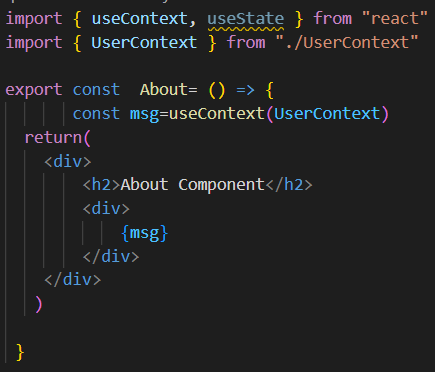 import { useContext, useState } from "react"
import { UserContext } from "./UserContext"
export const  About= () => {
const msg=useContext(UserContext)
return(
<div>
<h2>About Component</h2>
<div>
{msg}
</div>
</div>
)
}